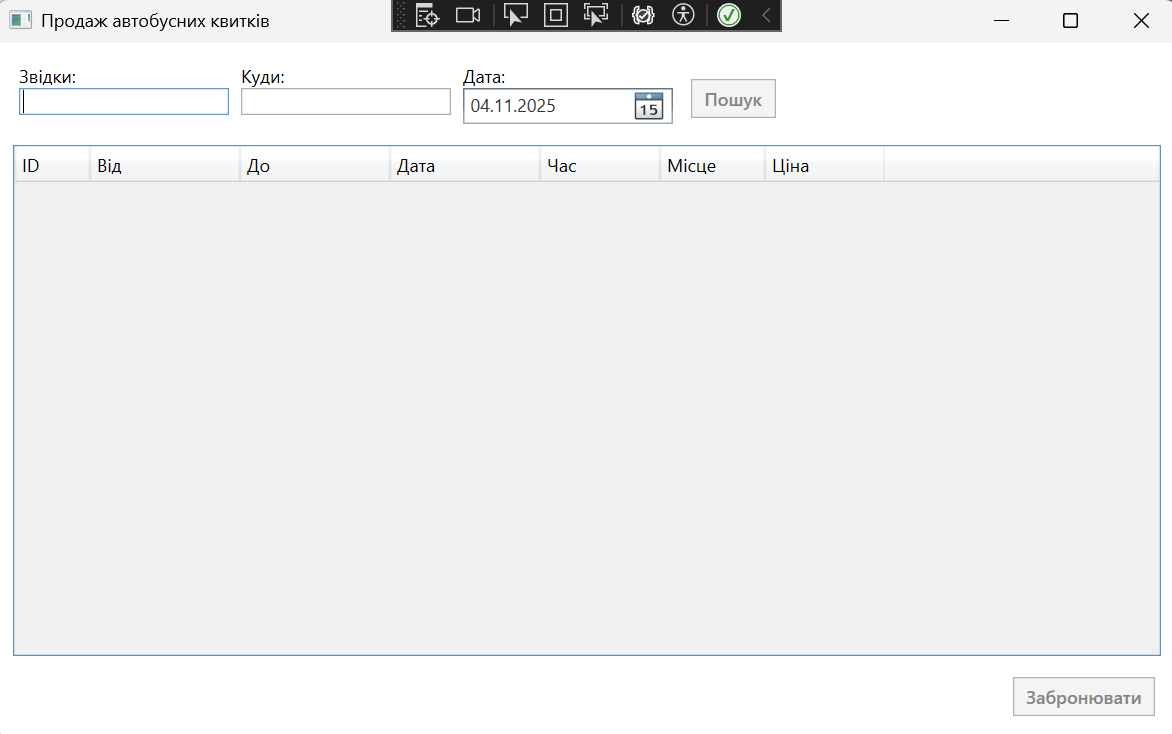 Продаж автобусних квитків
Звідки: Куди: Дата:
04.11.2025 15 Пошук
ID Від До Дата Час Місце Ціна
Забронювати